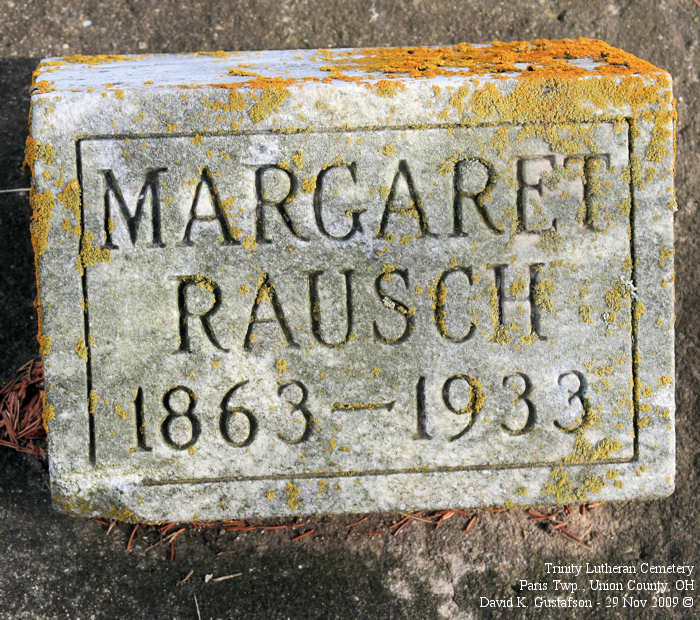 MARGARET
RAUSCH
1863—1933
Trinity Lutheran Cemetery
Paris Twp., Union County, OH
David K. Gustafson - 29 Nov 2009 ©